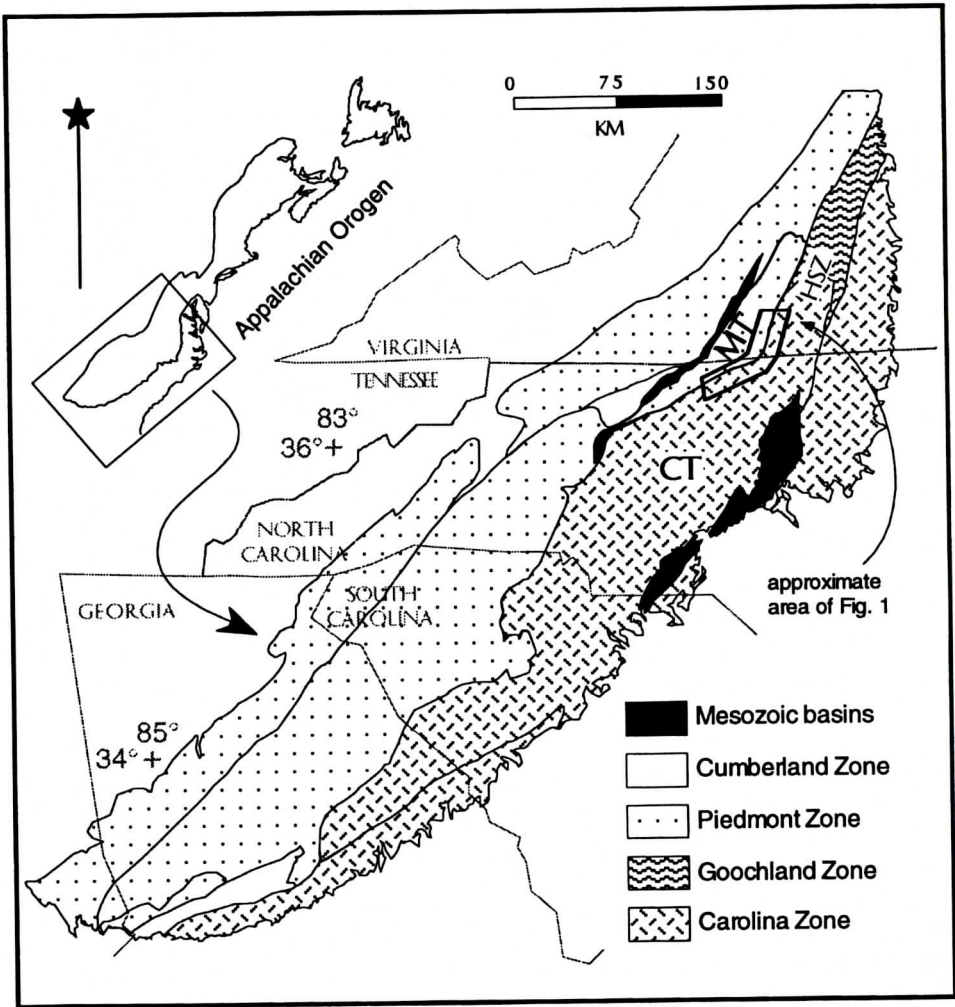 0 75 150
KM
Appalachian Orogen
VIRGINIA
TENNESSEE
83°
36°+
MT
HSZ
CT
NORTH
CAROLINA
SOUTH
CAROLINA
GEORGIA
85°
34°+
approximate
area of Fig. 1
Mesozoic basins
Cumberland Zone
Piedmont Zone
Goochland Zone
Carolina Zone